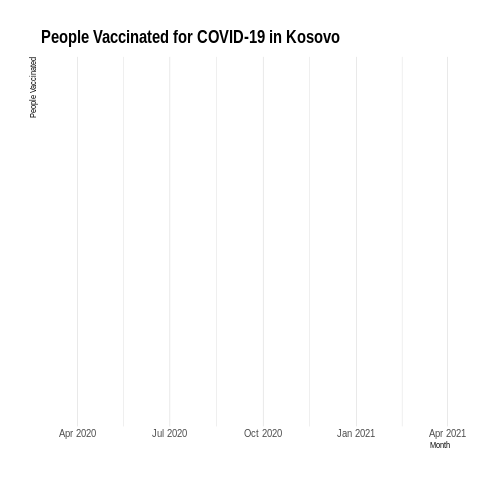 People Vaccinated for COVID-19 in Kosovo
People Vaccinated
Apr 2020
Jul 2020
Oct 2020
Jan 2021
Apr 2021
Month